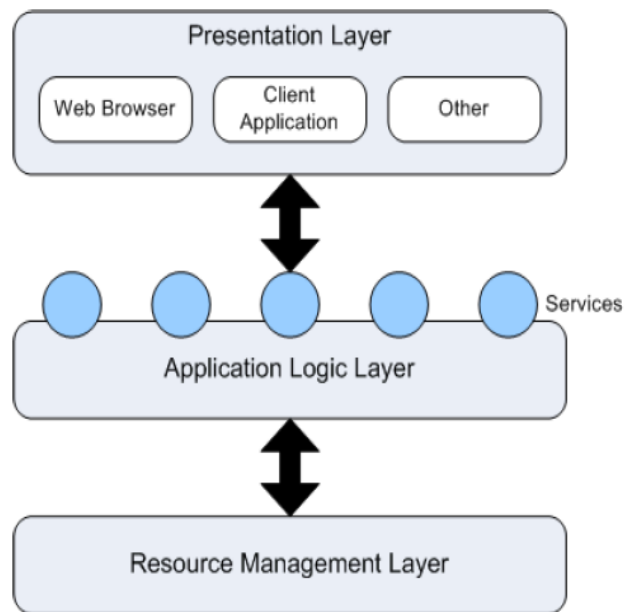 Presentation Layer
Web Browser
Client
Application
Other
Services
Application Logic Layer
Resource Management Layer